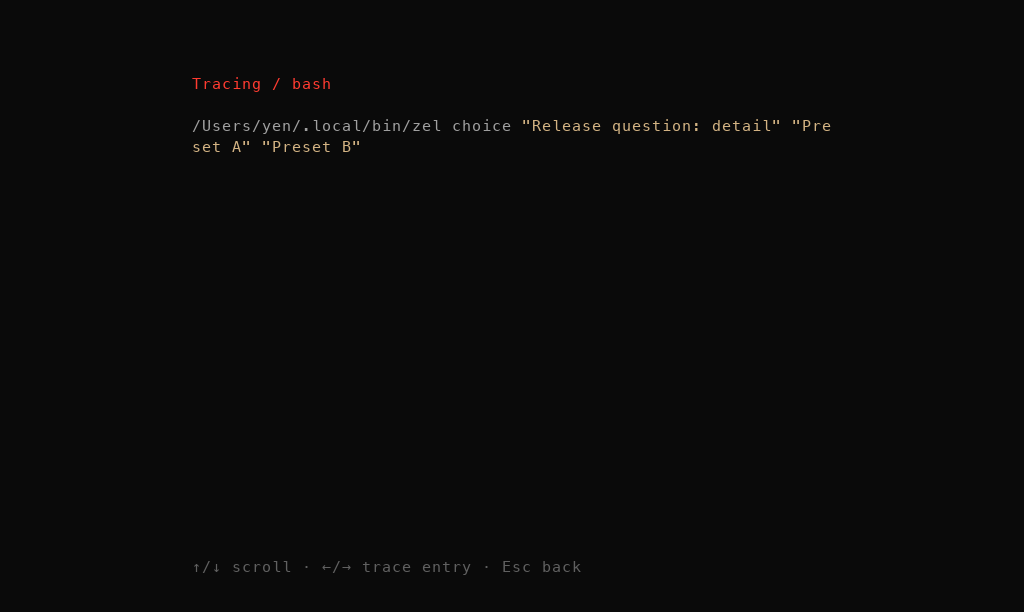 Tracing / bash
/Users/yen/.local/bin/zel choice "Release question: detail" "Pre
set A" "Preset B"
↑/↓ scroll · ←/→ trace entry · Esc back